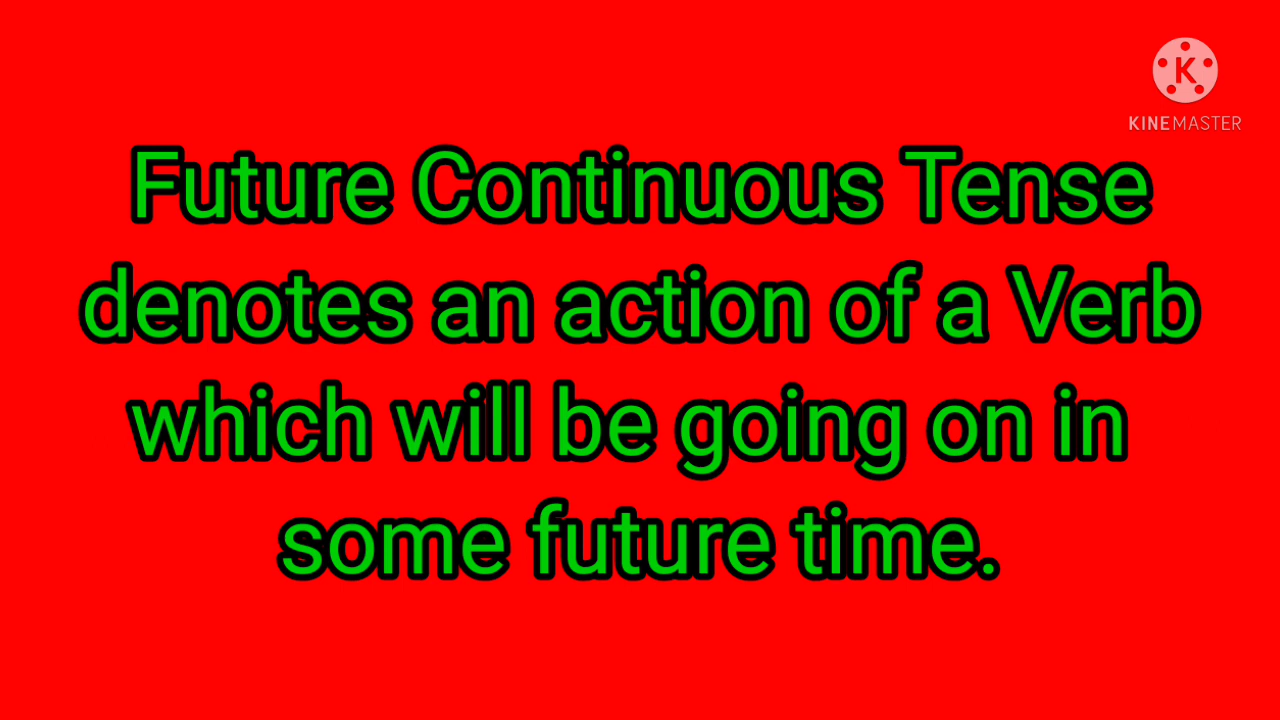 KINEMASTER
Future Continuous Tense
denotes an action of a Verb
which will be going on in
some future time.